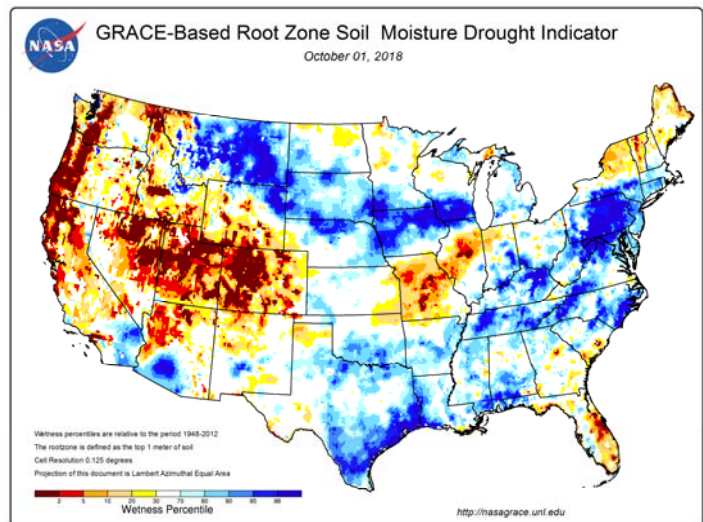 NASA
GRACE-Based Root Zone Soil Moisture Drought Indicator
October 01, 2018
Wetness percentiles are relative to the period 1948-2012
The rootzone is defined as the top 1 meter of soil
Cell Resolution 0.125 degrees
Projection of this document is Lambert Azimuthal Equal Area
2 5 10 20 30 70 80 90 95 98
Wetness Percentile
http://nasagrace.unl.edu